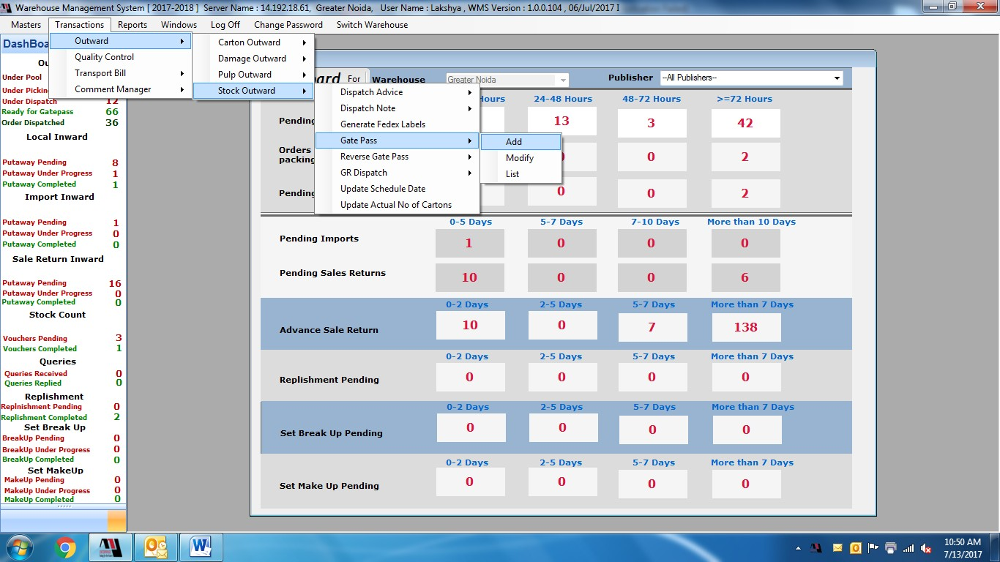 Warehouse Management System [ 2017-2018 ] Server Name : 14.192.18.61, Greater Noida, User Name : Lakshya , WMS Version : 1.0.0.104 , 06/Jul/2017 I
Masters Transactions Reports Windows Log Off Change Password Switch Warehouse
DashBoa
Outward
Quality Control
Transport Bill
Comment Manager
Carton Outward
Damage Outward
Pulp Outward
Stock Outward
Dispatch Advice
Dispatch Note
Generate Fedex Labels
Gate Pass
Reverse Gate Pass
GR Dispatch
Update Schedule Date
Update Actual No of Cartons
Add
Modify
List
Ou
Under Pool
Under Pickin
Under Dispatch 12
Ready for Gatepass 66
Order Dispatched 36
Local Inward
Putaway Pending 8
Putaway Under Progress 1
Putaway Completed 1
Import Inward
Putaway Pending 1
Putaway Under Progress 0
Putaway Completed 0
Sale Return Inward
Putaway Pending 16
Putaway Under Progress 0
Putaway Completed 0
Stock Count
Vouchers Pending 3
Vouchers Completed 1
Queries
Queries Received 0
Queries Replied 0
Replishment
Replnishment Pending 0
Replishment Completed 2
Set Break Up
BreakUp Pending 0
BreakUp Under Progress 0
BreakUp Completed 0
Set MakeUp
MakeUp Pending 0
MakeUp Under Progress 0
MakeUp Completed 0
ard For Warehouse Greater Noida Publisher --All Publishers--
Hours 24-48 Hours 48-72 Hours >=72 Hours
Pending 13 3 42
Orders
packing 0 2
Pending 0 0 2
0-5 Days 5-7 Days 7-10 Days More than 10 Days
Pending Imports 1 0 0 0
Pending Sales Returns 10 0 0 6
0-2 Days 2-5 Days 5-7 Days More than 7 Days
Advance Sale Return 10 0 7 138
0-2 Days 2-5 Days 5-7 Days More than 7 Days
Replishment Pending 0 0 0 0
0-2 Days 2-5 Days 5-7 Days More than 7 Days
Set Break Up Pending 0 0 0 0
0-2 Days 2-5 Days 5-7 Days More than 7 Days
Set Make Up Pending 0 0 0 0
10:50 AM
7/13/2017